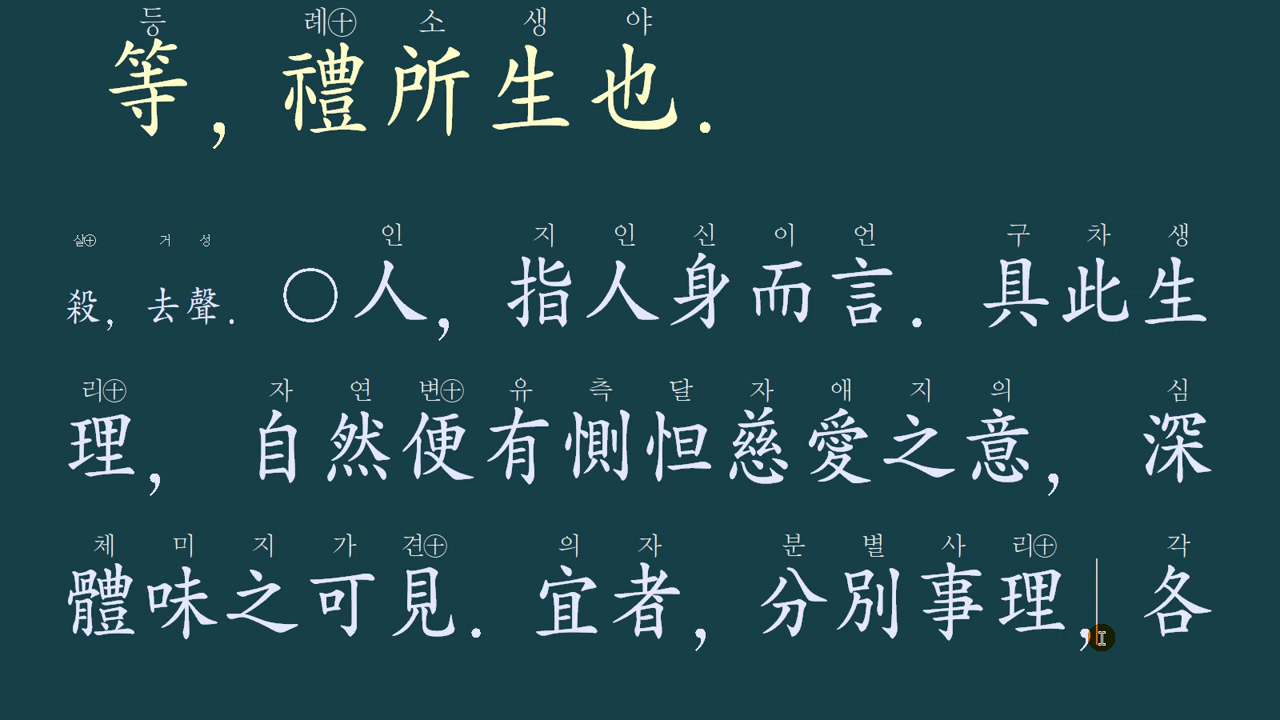 등 례㊉ 소 생 야
等, 禮所生也.
살㊉ 거 성 인 지 인 신 이 언 구 차 생
殺, 去聲. ○人, 指人身而言. 具此生
리㊉ 자 연 변㊉ 유 측 달 자 애 지 의 심
理, 自然便有惻怛慈愛之意, 深
체 미 지 가 견㊉ 의 자 분 별 사 리㊉ 각
體味之可見. 宜者, 分別事理, 各